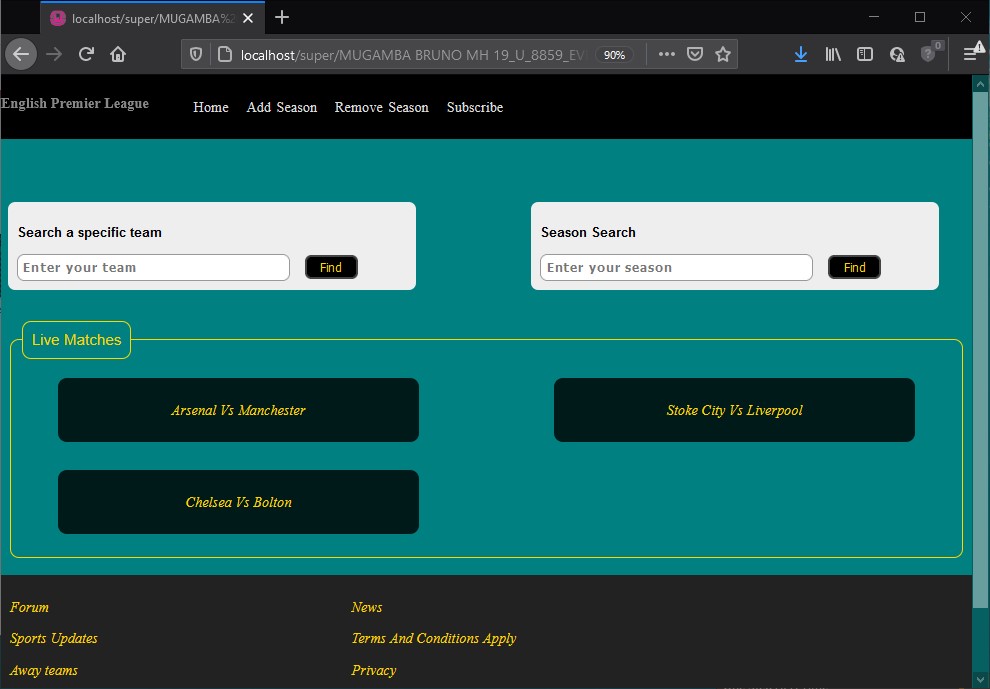 localhost/super/MUGAMBA%2
localhost/super/MUGAMBA BRUNO MH 19_U_8859_EV
90%
0
English Premier League
Home Add Season Remove Season Subscribe
Search a specific team
Season Search
Enter your team Find
Enter your season Find
Live Matches
Arsenal Vs Manchester
Stoke City Vs Liverpool
Chelsea Vs Bolton
Forum
News
Sports Updates
Terms And Conditions Apply
Away teams
Privacy